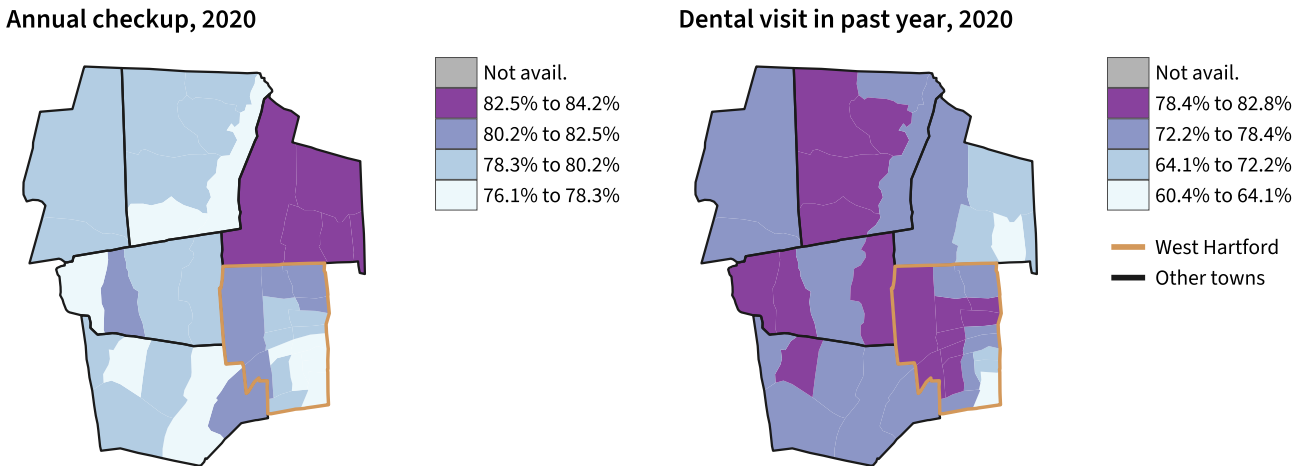 Annual checkup, 2020
Not avail.
82.5% to 84.2%
80.2% to 82.5%
78.3% to 80.2%
76.1% to 78.3%
Dental visit in past year, 2020
Not avail.
78.4% to 82.8%
72.2% to 78.4%
64.1% to 72.2%
60.4% to 64.1%
West Hartford
Other towns